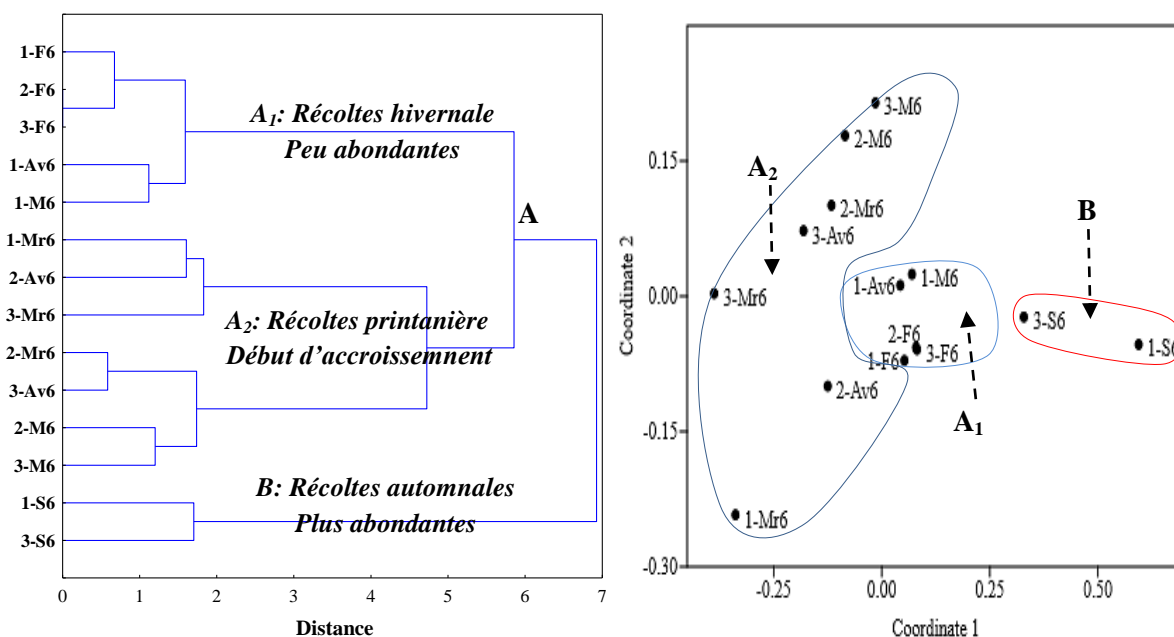 1-F6
2-F6
3-F6
1-Av6
1-M6
1-Mr6
2-Av6
3-Mr6
2-Mr6
3-Av6
2-M6
3-M6
1-S6
3-S6
A₁: Récoltes hivernale
Peu abondantes
A
A₂: Récoltes printanière
Début d’accroissemnent
B: Récoltes automnales
Plus abondantes
0 1 2 3 4 5 6 7
Distance
Coordinate 2
0.15
0.00
-0.15
-0.30
3-M6
2-M6
A₂
2-Mr6
3-Av6
B
1-M6
1-Av6
3-Mr6
3-S6
2-F6
3-F6
1-F6
1-S6
2-Av6
A₁
1-Mr6
-0.25 0.00 0.25 0.50
Coordinate 1